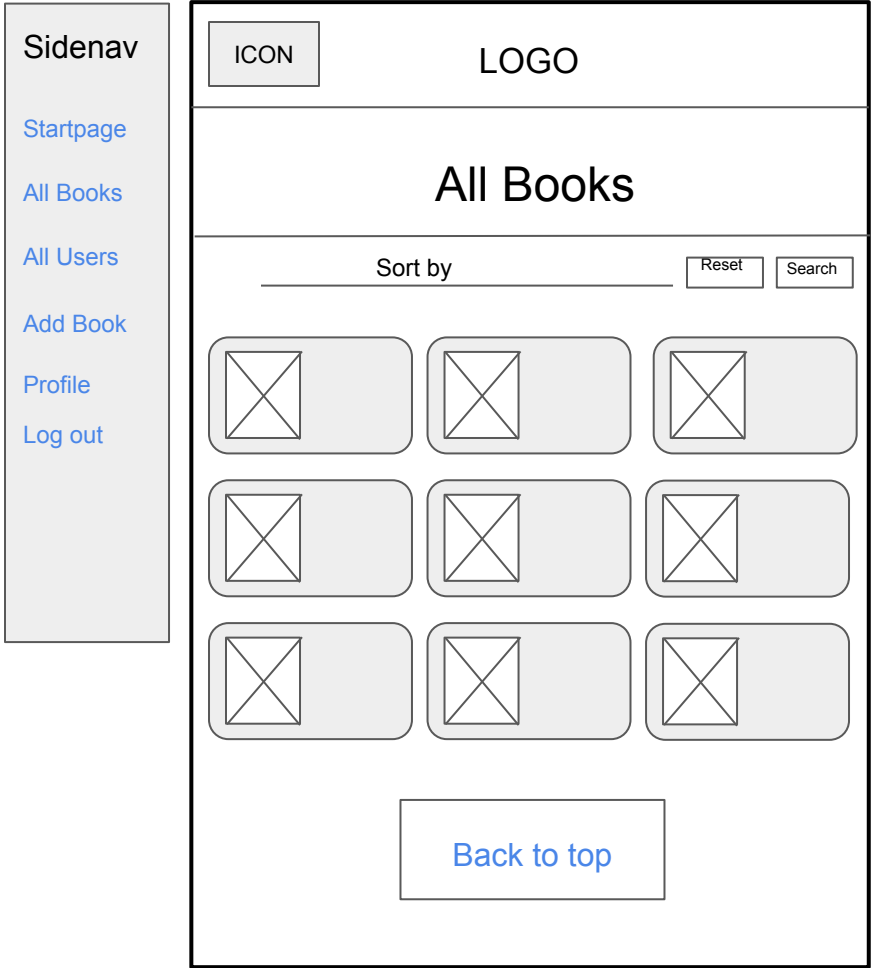 Sidenav
Startpage
All Books
All Users
Add Book
Profile
Log out
ICON
LOGO
All Books
Sort by
Reset
Search
Back to top